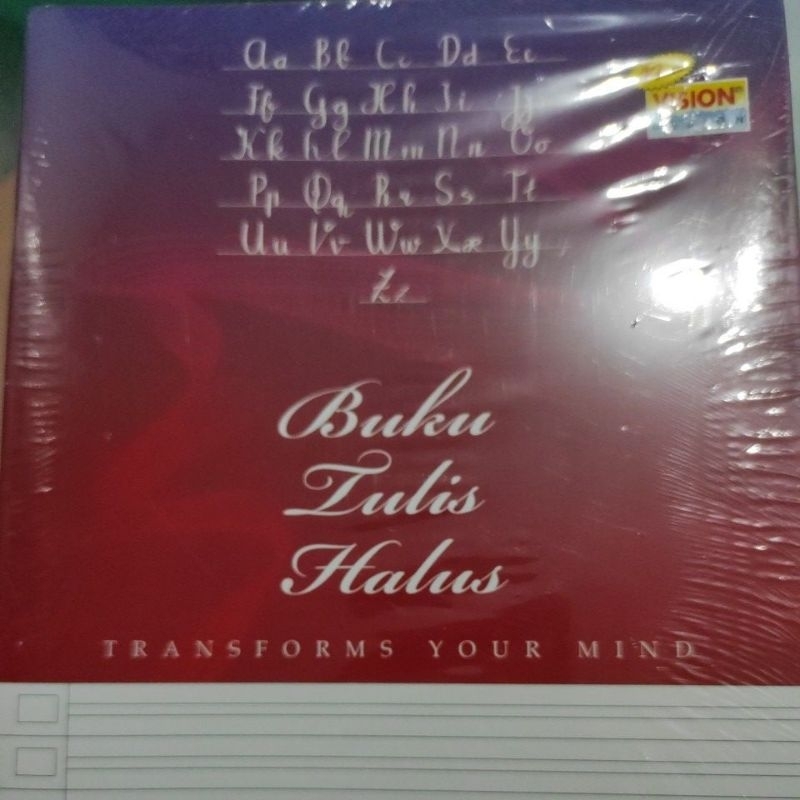 Aa Bb Cc Dd Ee
Ff Gg Hh Ii Jj
Kk Ll Mm Nn Oo
Pp Qq Rr Ss Tt
Uu Vv Ww Xx Yy
Zz
VISION
Buku
Tulis
Halus
TRANSFORMS YOUR MIND